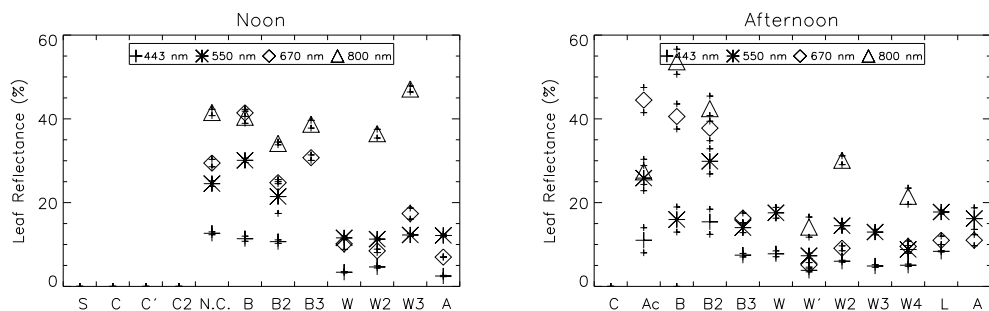 Noon
60
40
20
0
Leaf Reflectance (%)
443 nm 550 nm 670 nm 800 nm
S C C' C2 N.C. B B2 B3 W W2 W3 A
Afternoon
60
40
20
0
Leaf Reflectance (%)
443 nm 550 nm 670 nm 800 nm
C Ac B B2 B3 W W' W2 W3 W4 L A